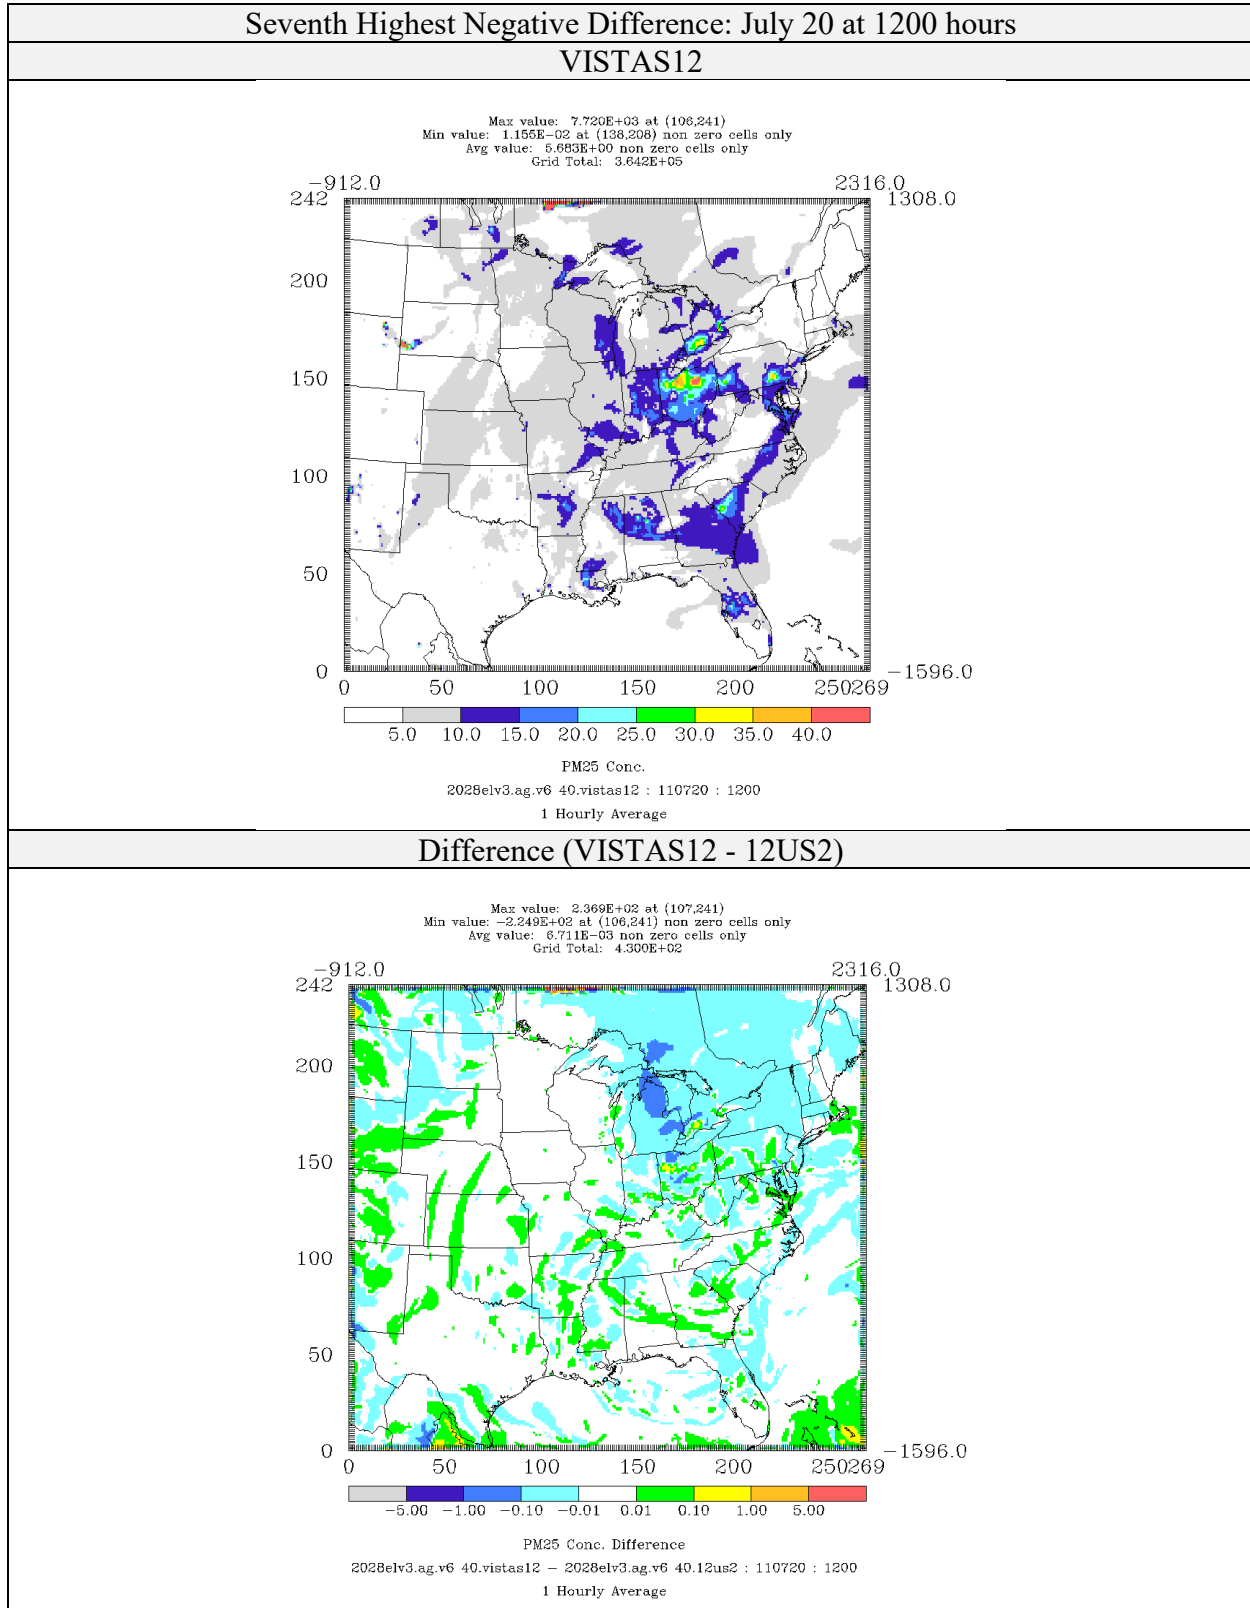 Seventh Highest Negative Difference: July 20 at 1200 hours
VISTAS12
Max value: 7.720E+03 at (106,241)
Min value: 1.155E−02 at (138,208) non zero cells only
Avg value: 5.683E+00 non zero cells only
Grid Total: 3.642E+05
−912.0 2316.0
242 1308.0
200
150
100
50
0 −1596.0
0 50 100 150 200 250269
5.0 10.0 15.0 20.0 25.0 30.0 35.0 40.0
PM25 Conc.
2028elv3.ag.v6 40.vistas12 : 110720 : 1200
1 Hourly Average
Difference (VISTAS12 - 12US2)
Max value: 2.369E+02 at (107,241)
Min value: −2.249E+02 at (106,241) non zero cells only
Avg value: 6.711E−03 non zero cells only
Grid Total: 4.300E+02
−912.0 2316.0
242 1308.0
200
150
100
50
0 −1596.0
0 50 100 150 200 250269
−5.00 −1.00 −0.10 −0.01 0.01 0.10 1.00 5.00
PM25 Conc. Difference
2028elv3.ag.v6 40.vistas12 − 2028elv3.ag.v6 40.12us2 : 110720 : 1200
1 Hourly Average